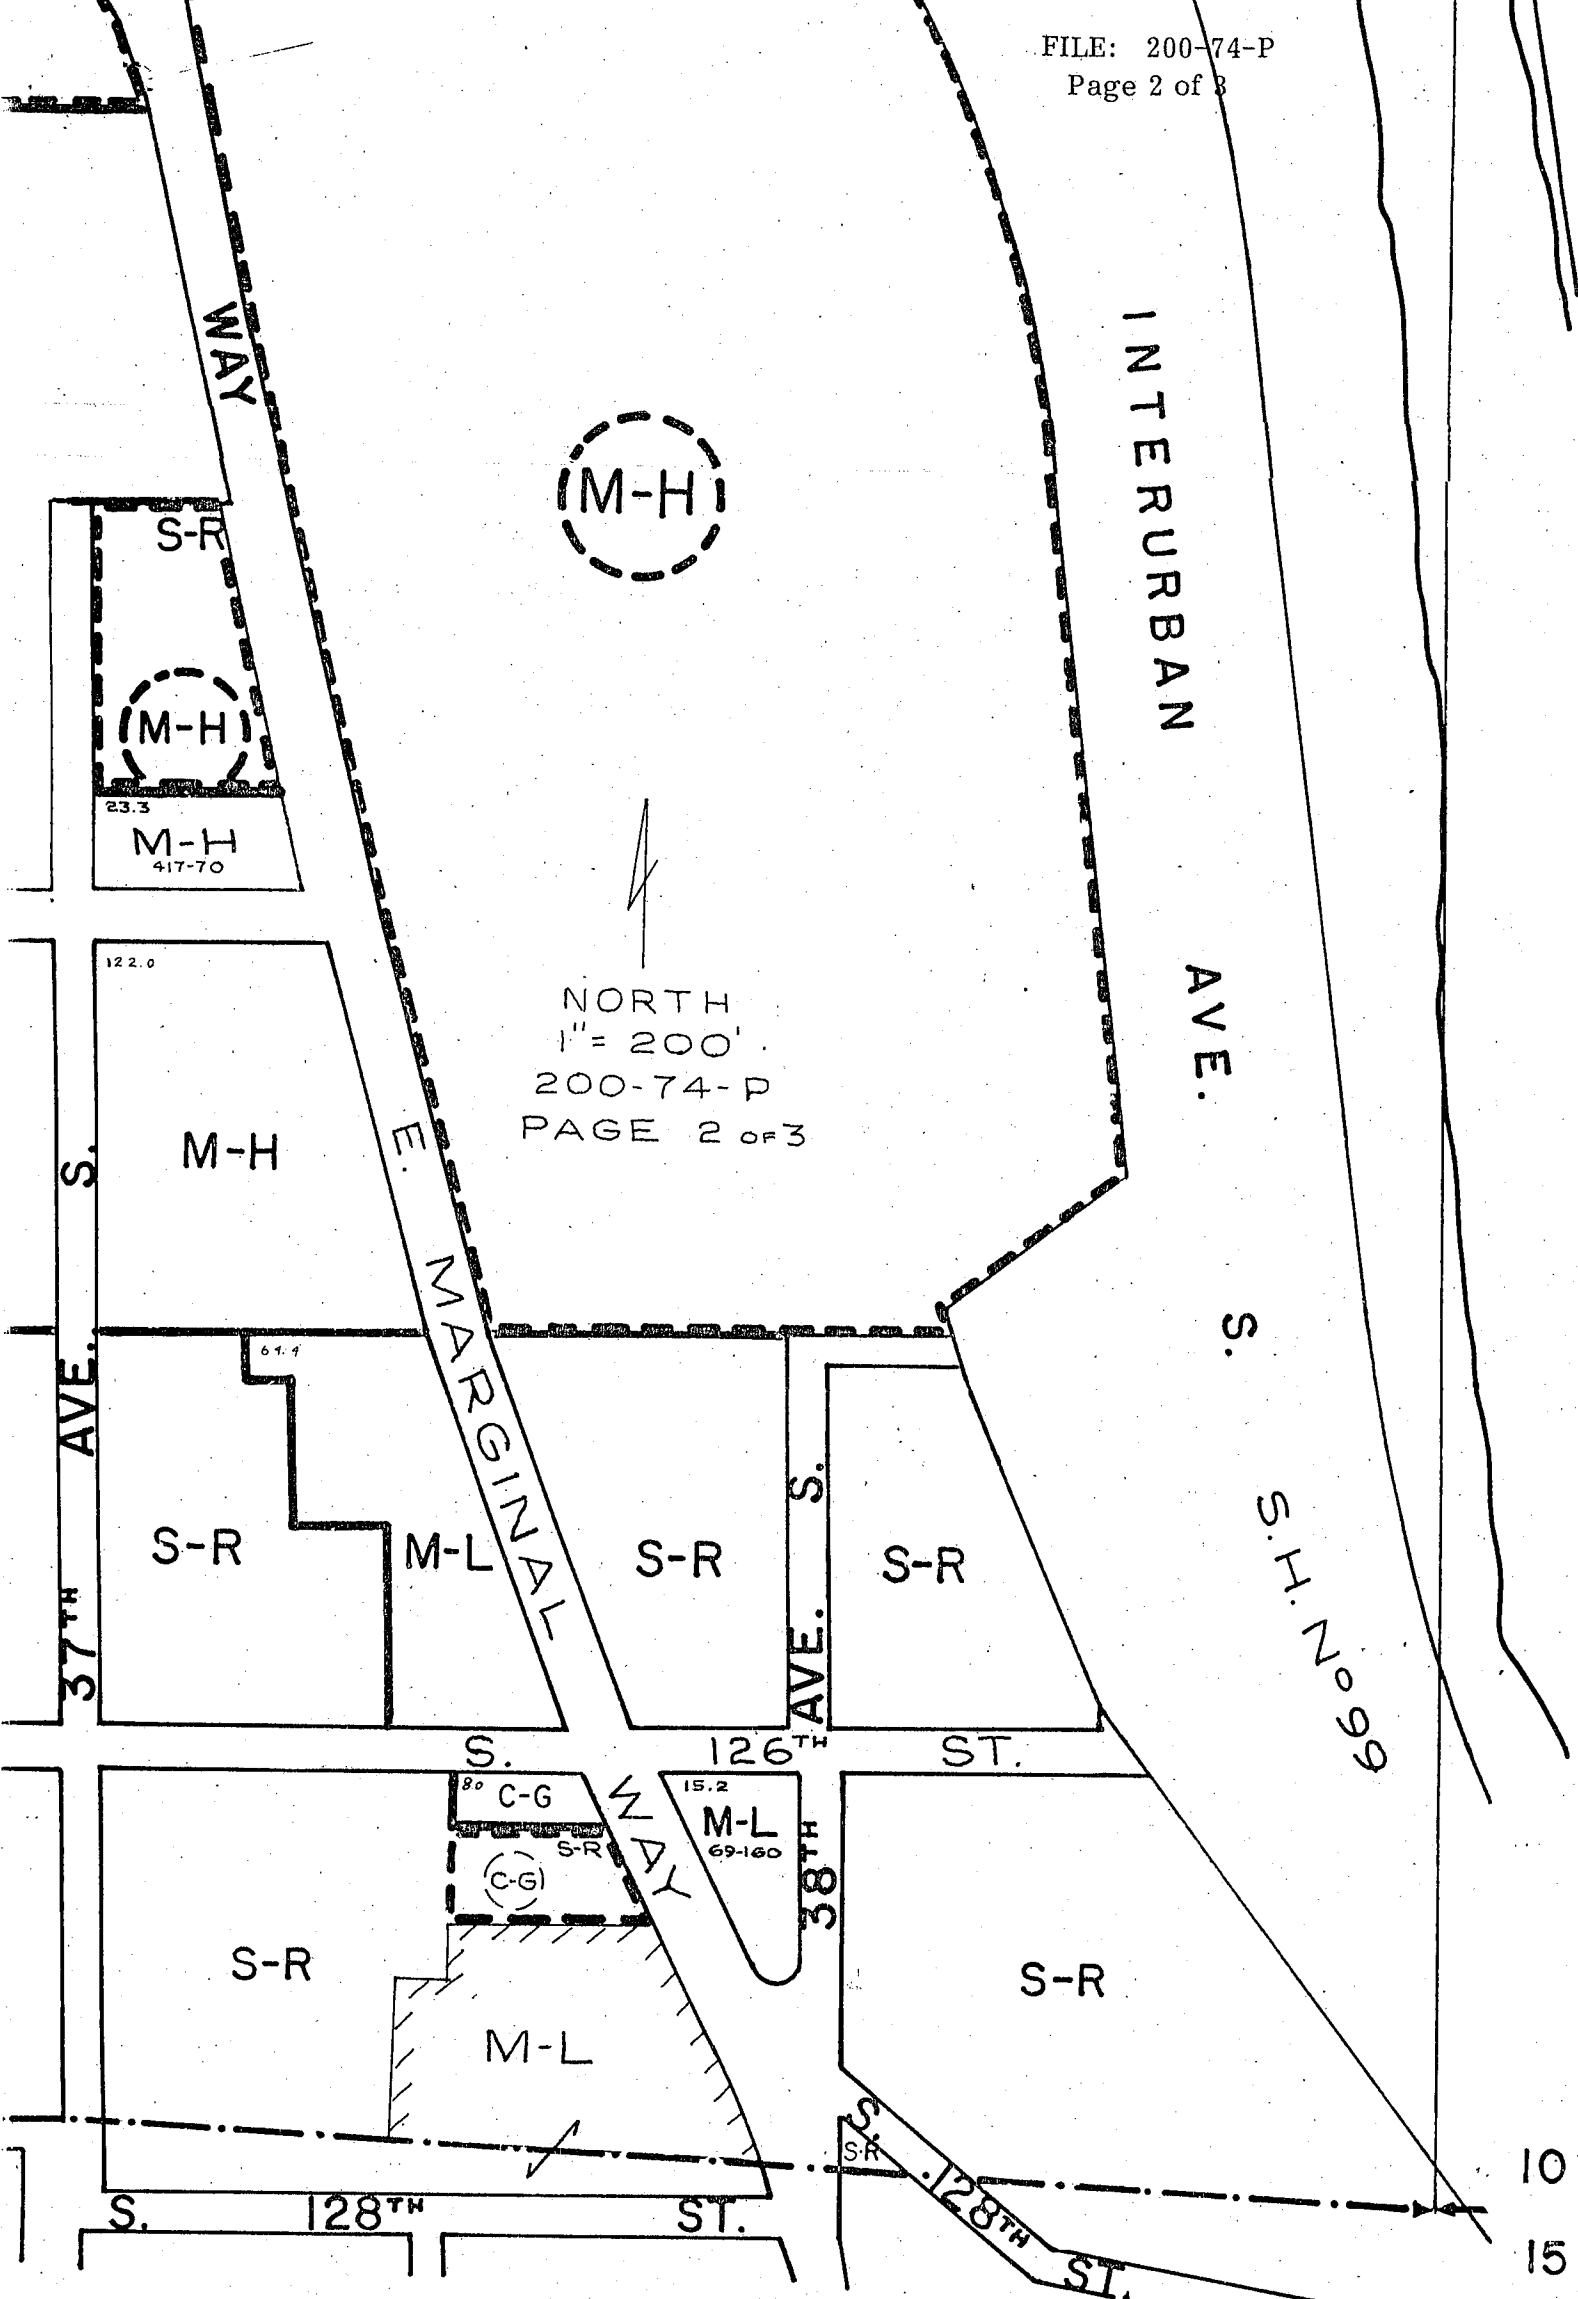 FILE: 200-74-P
Page 2 of 3
WAY
INTERURBAN AVE. S.
M-H
S-R
M-H
23.3
M-H
417-70
122.0
NORTH
1"= 200'
200-74-P
PAGE 2 OF 3
M-H
E. MARGINAL WAY
37TH AVE. S.
64.4
S-R
M-L
S-R
38TH AVE. S.
S-R
S.H. No 99
S. 126TH ST.
80
C-G
S-R
C-G
15.2
M-L
69-160
S-R
M-L
S-R
S-R
S. 128TH ST.
S. 128TH ST.
10
15